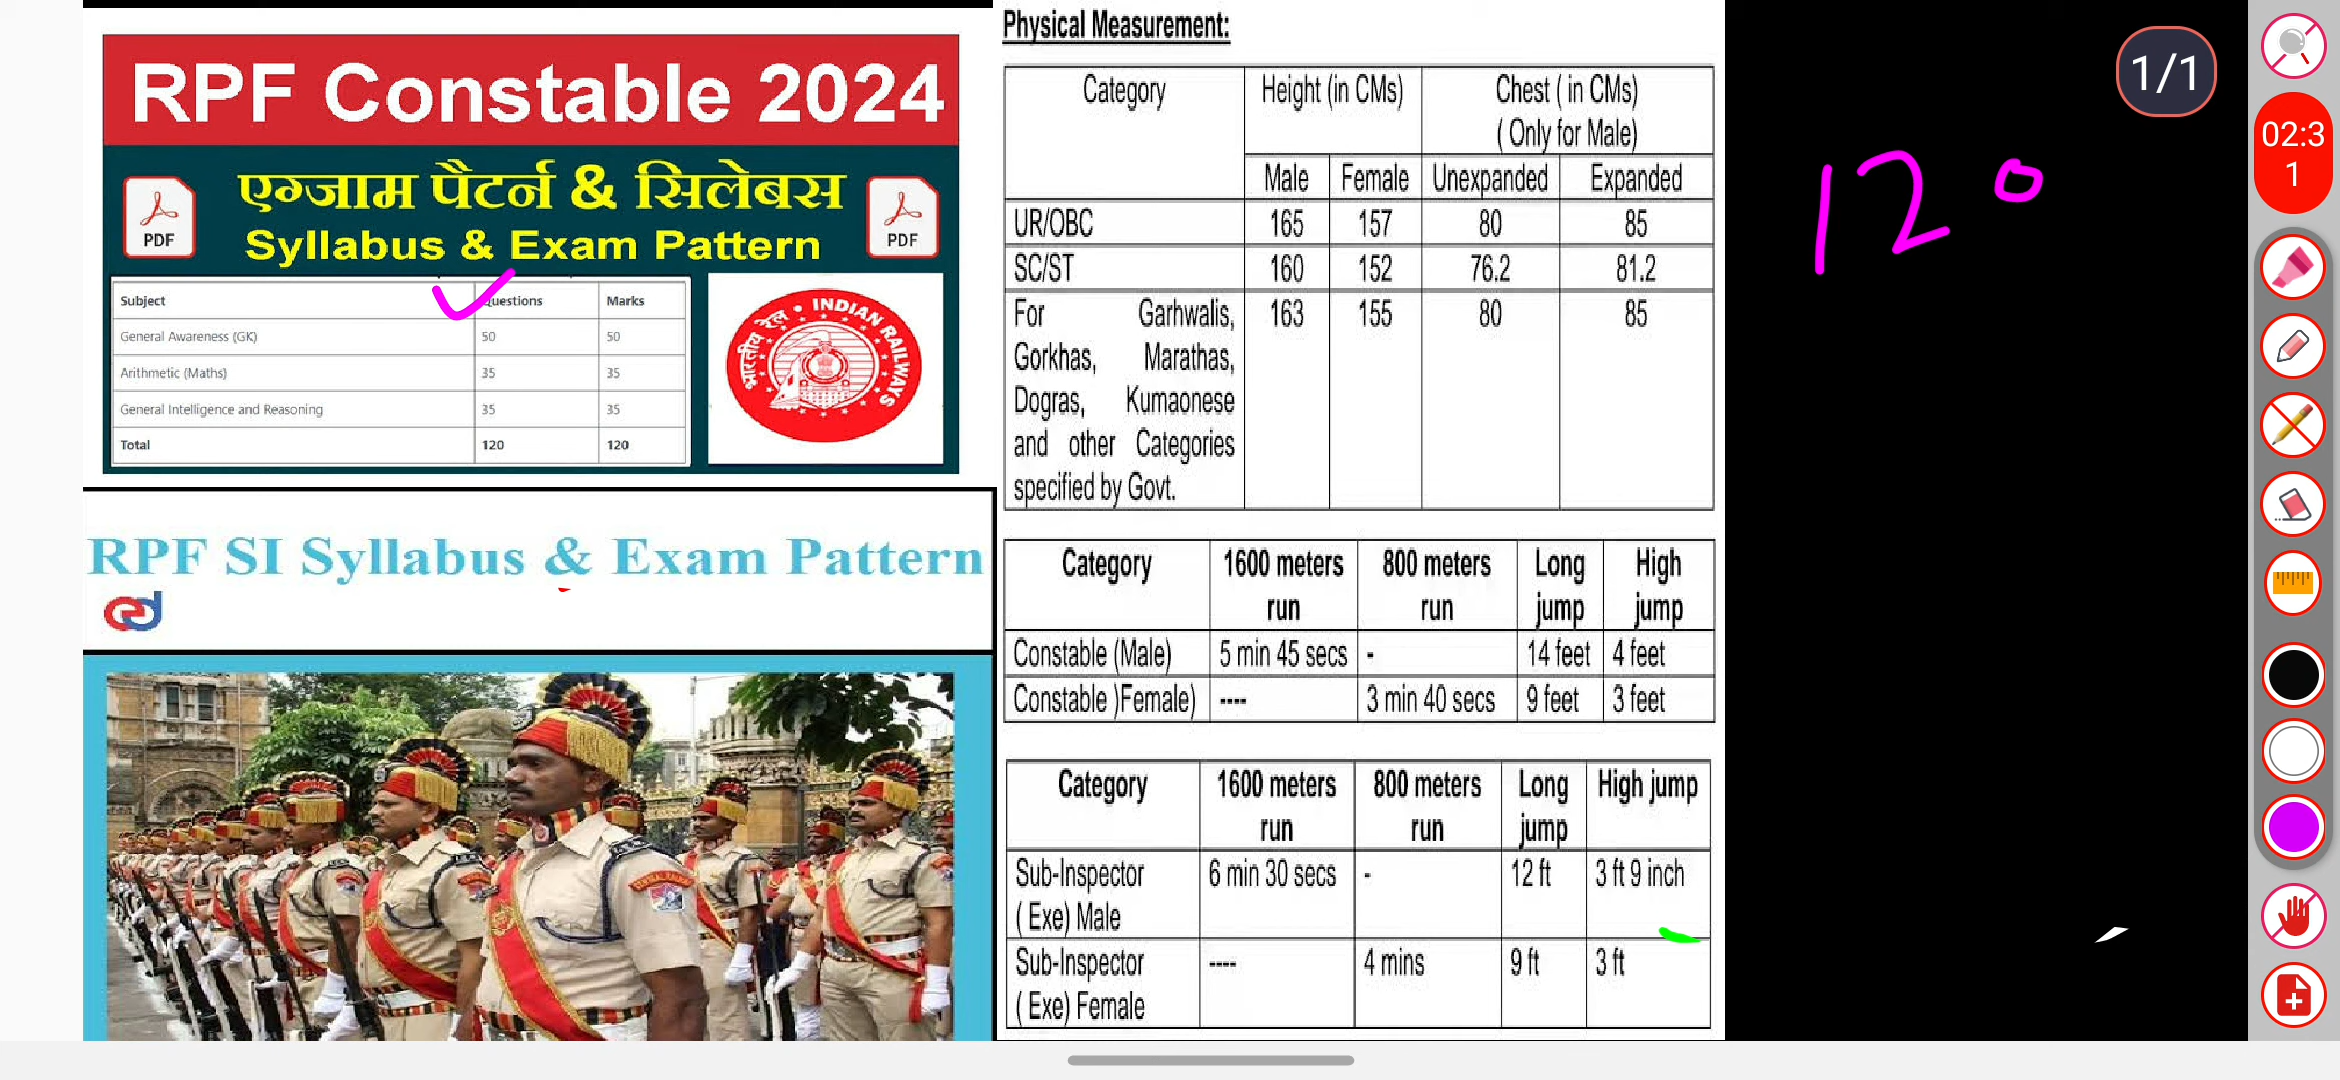 RPF Constable 2024
एग्जाम पैटर्न & सिलेबस
PDF
PDF
Syllabus & Exam Pattern
Subject Questions Marks
General Awareness (GK) 50 50
Arithmetic (Maths) 35 35
General Intelligence and Reasoning 35 35
Total 120 120
भारतीय रेल • INDIAN RAILWAYS
RPF SI Syllabus & Exam Pattern
Physical Measurement:
Category Height (in CMs) Chest ( in CMs)
( Only for Male)
Male Female Unexpanded Expanded
UR/OBC 165 157 80 85
SC/ST 160 152 76.2 81.2
For Garhwalis, 163 155 80 85
Gorkhas, Marathas,
Dogras, Kumaonese
and other Categories
specified by Govt.
Category 1600 meters 800 meters Long High
run run jump jump
Constable (Male) 5 min 45 secs - 14 feet 4 feet
Constable )Female) ---- 3 min 40 secs 9 feet 3 feet
Category 1600 meters 800 meters Long High jump
run run jump
Sub-Inspector 6 min 30 secs - 12 ft 3 ft 9 inch
( Exe) Male
Sub-Inspector ---- 4 mins 9 ft 3 ft
( Exe) Female
120
1/1
02:3
1